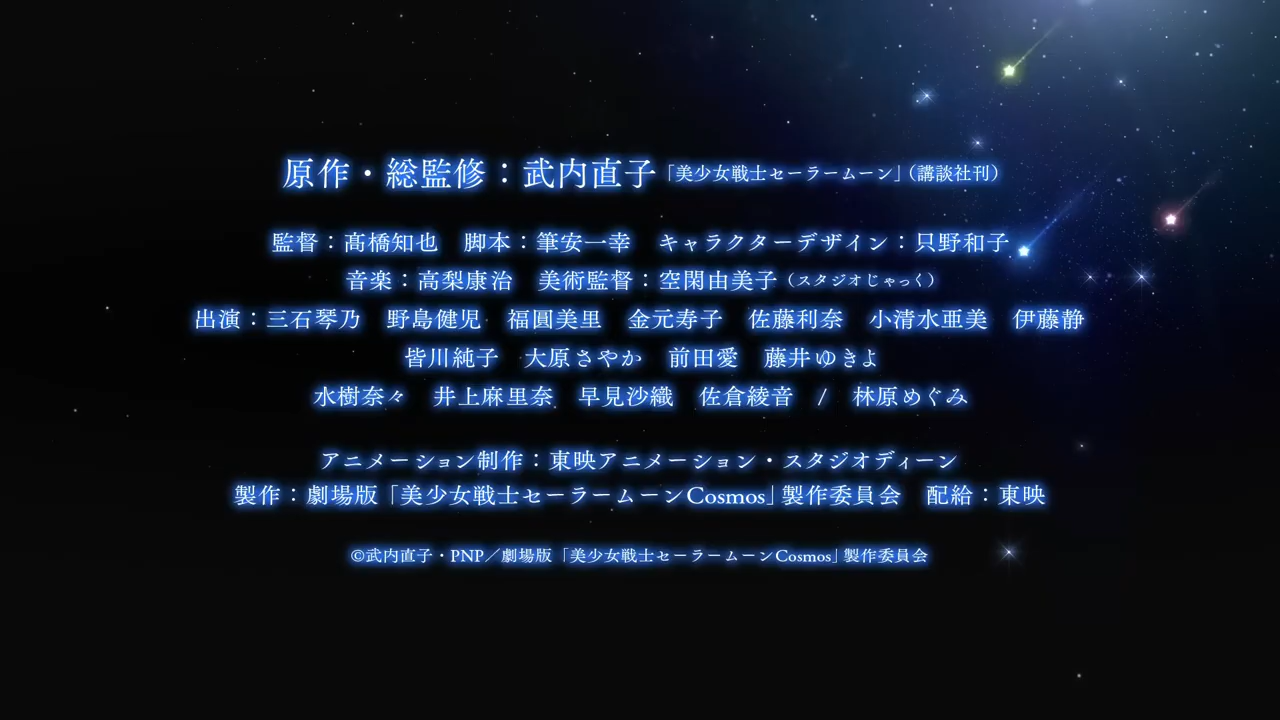 原作・総監修：武内直子「美少女戦士セーラームーン」（講談社刊）
監督：髙橋知也　脚本：筆安一幸　キャラクターデザイン：只野和子
音楽：高梨康治　美術監督：空閑由美子（スタジオじゃっく）
出演：三石琴乃　野島健児　福圓美里　金元寿子　佐藤利奈　小清水亜美　伊藤静
皆川純子　大原さやか　前田愛　藤井ゆきよ
水樹奈々　井上麻里奈　早見沙織　佐倉綾音　/　林原めぐみ
アニメーション制作：東映アニメーション・スタジオディーン
製作：劇場版「美少女戦士セーラームーンCosmos」製作委員会　配給：東映
©武内直子・PNP／劇場版「美少女戦士セーラームーンCosmos」製作委員会